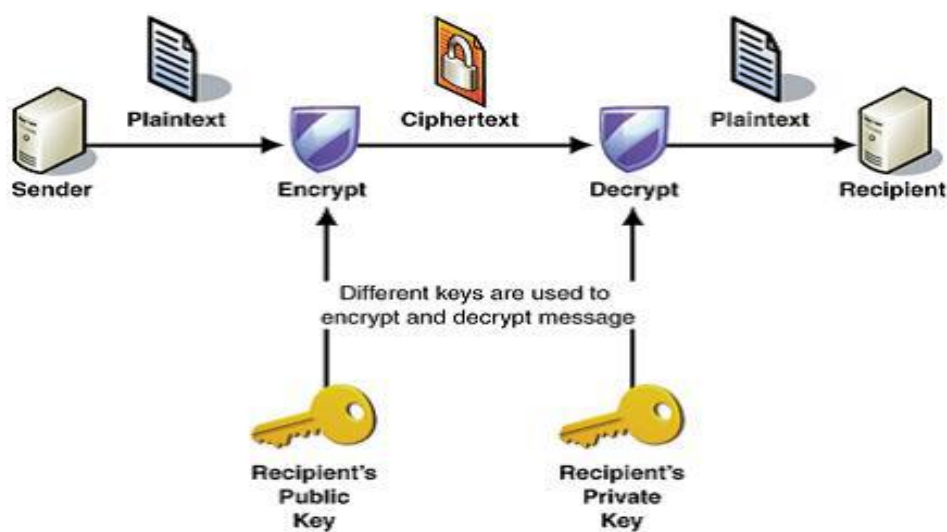 Plaintext
Ciphertext
Plaintext
Sender
Encrypt
Decrypt
Recipient
Different keys are used to
encrypt and decrypt message
Recipient's
Public
Key
Recipient's
Private
Key